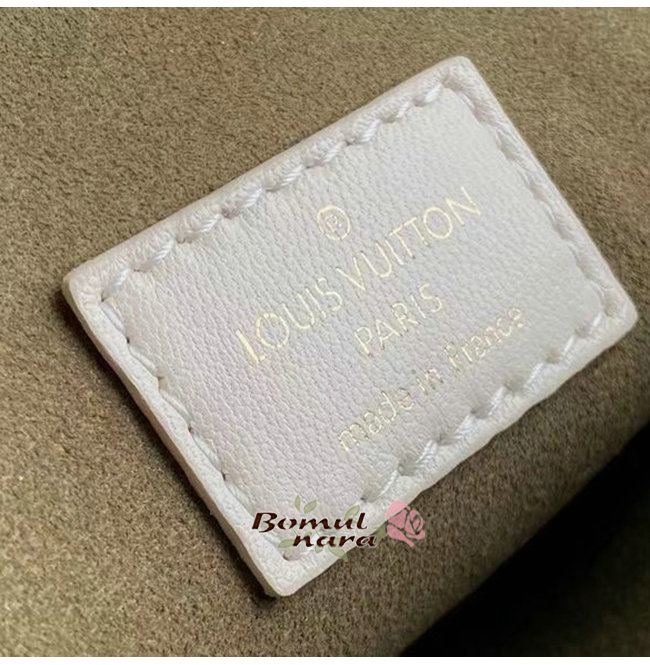 ®
LOUIS VUITTON
PARIS
made in France
Bomul
nara